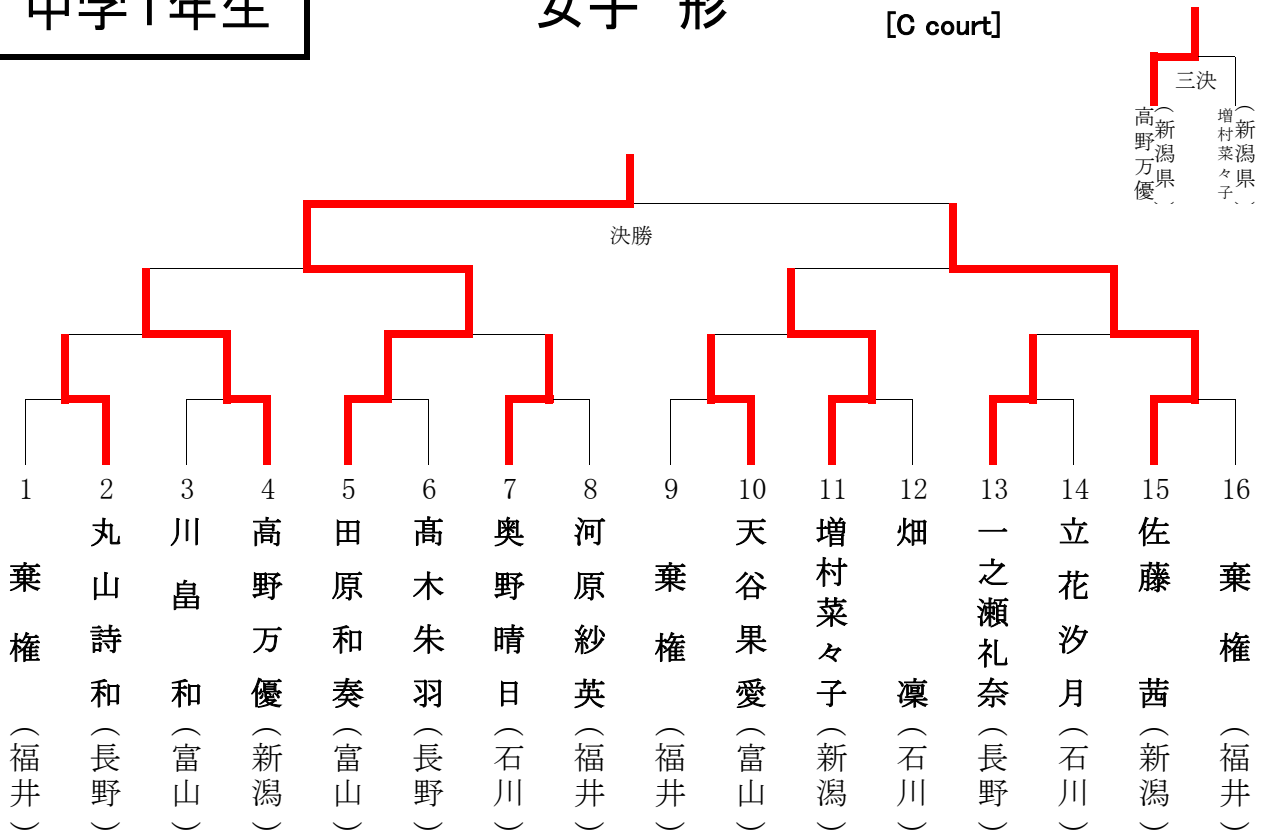 中学1年生
女子 形
[C court]
三決
高野万優
（新潟県）
増村菜々子
（新潟県）
決勝
1
棄権
（福井）
2
丸山詩和
（長野）
3
川畠 和
（富山）
4
高野万優
（新潟）
5
田原和奏
（富山）
6
髙木朱羽
（長野）
7
奥野晴日
（石川）
8
河原紗英
（福井）
9
棄権
（福井）
10
天谷果愛
（富山）
11
増村菜々子
（新潟）
12
畑 凜
（石川）
13
一之瀬礼奈
（長野）
14
立花汐月
（石川）
15
佐藤 茜
（新潟）
16
棄権
（福井）